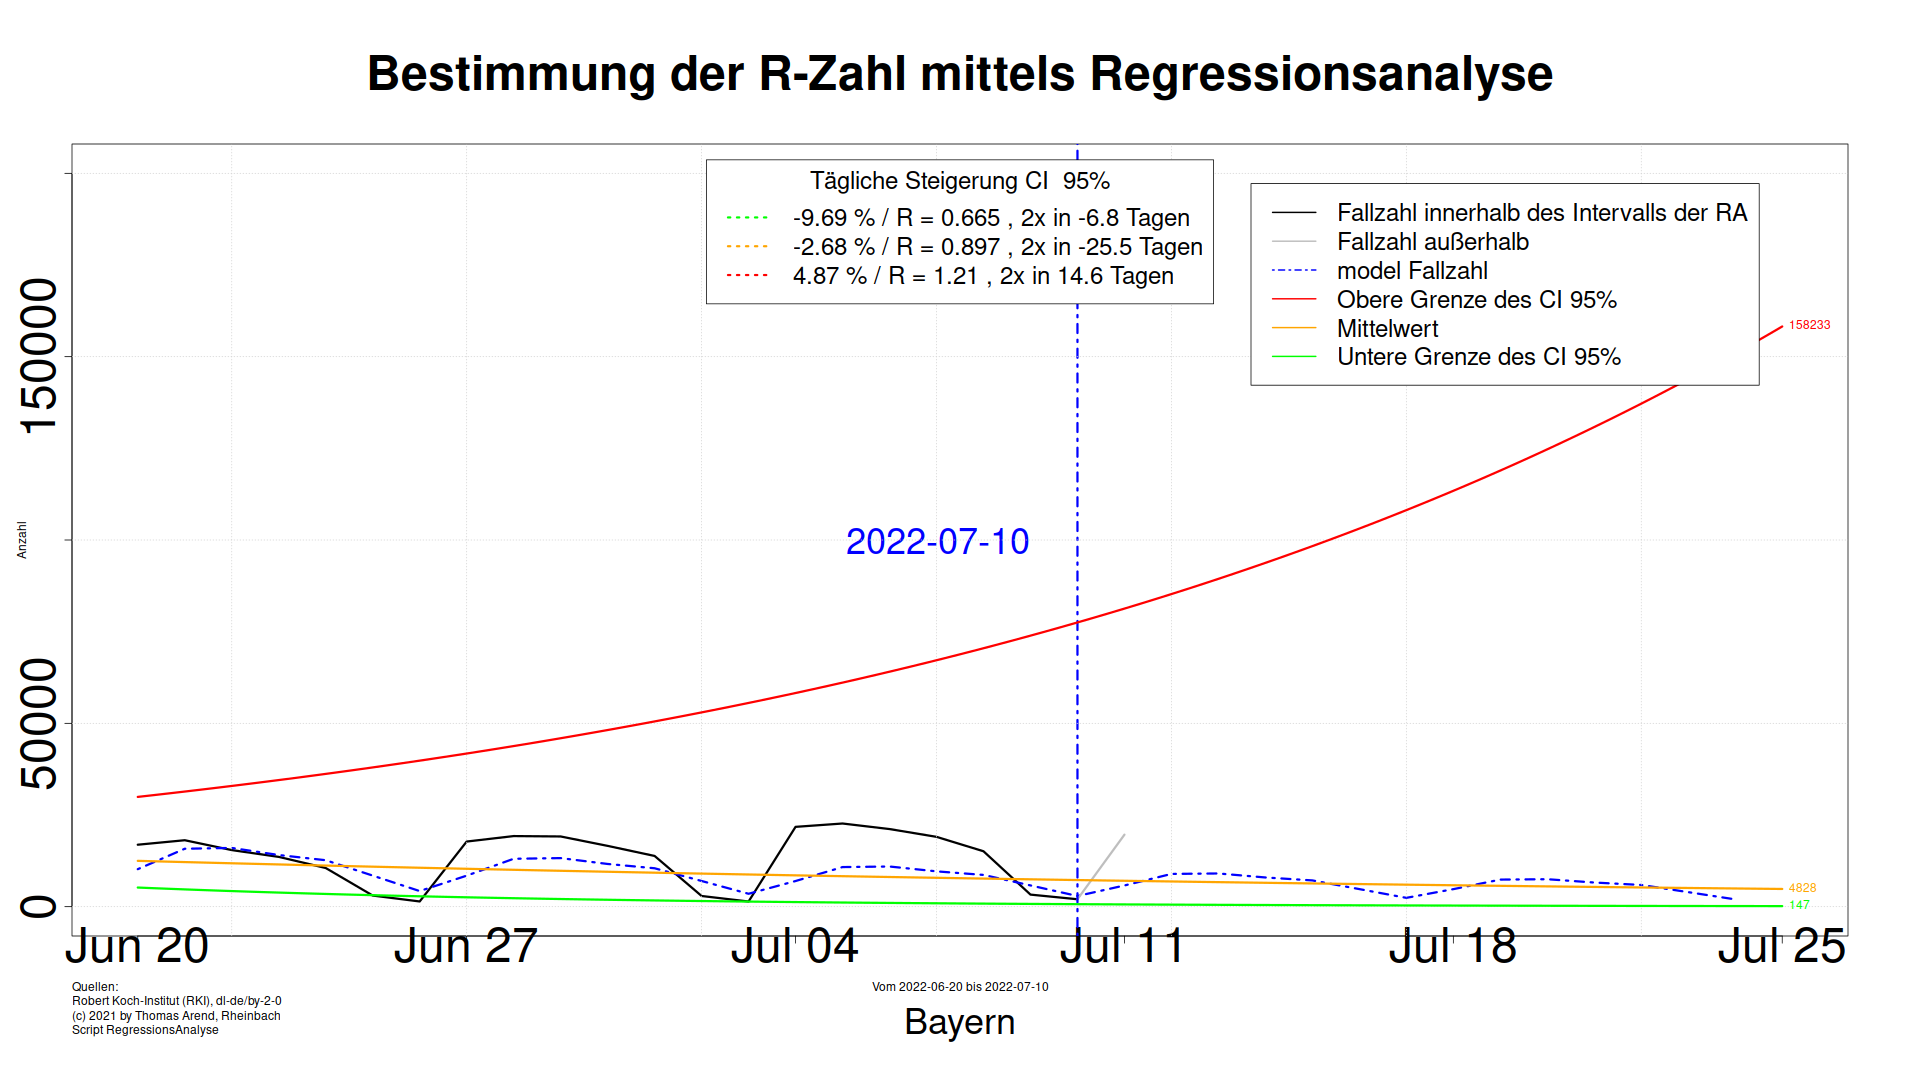 Bestimmung der R-Zahl mittels Regressionsanalyse
Tägliche Steigerung CI  95%
-9.69 % / R = 0.665 , 2x in -6.8 Tagen
-2.68 % / R = 0.897 , 2x in -25.5 Tagen
4.87 % / R = 1.21 , 2x in 14.6 Tagen
Fallzahl innerhalb des Intervalls der RA
Fallzahl außerhalb
model Fallzahl
Obere Grenze des CI 95%
Mittelwert
Untere Grenze des CI 95%
158233
150000
2022-07-10
Anzahl
50000
4828
147
0
Jun 20
Jun 27
Jul 04
Jul 11
Jul 18
Jul 25
Quellen:
Robert Koch-Institut (RKI), dl-de/by-2-0
(c) 2021 by Thomas Arend, Rheinbach
Script RegressionsAnalyse
Vom 2022-06-20 bis 2022-07-10
Bayern